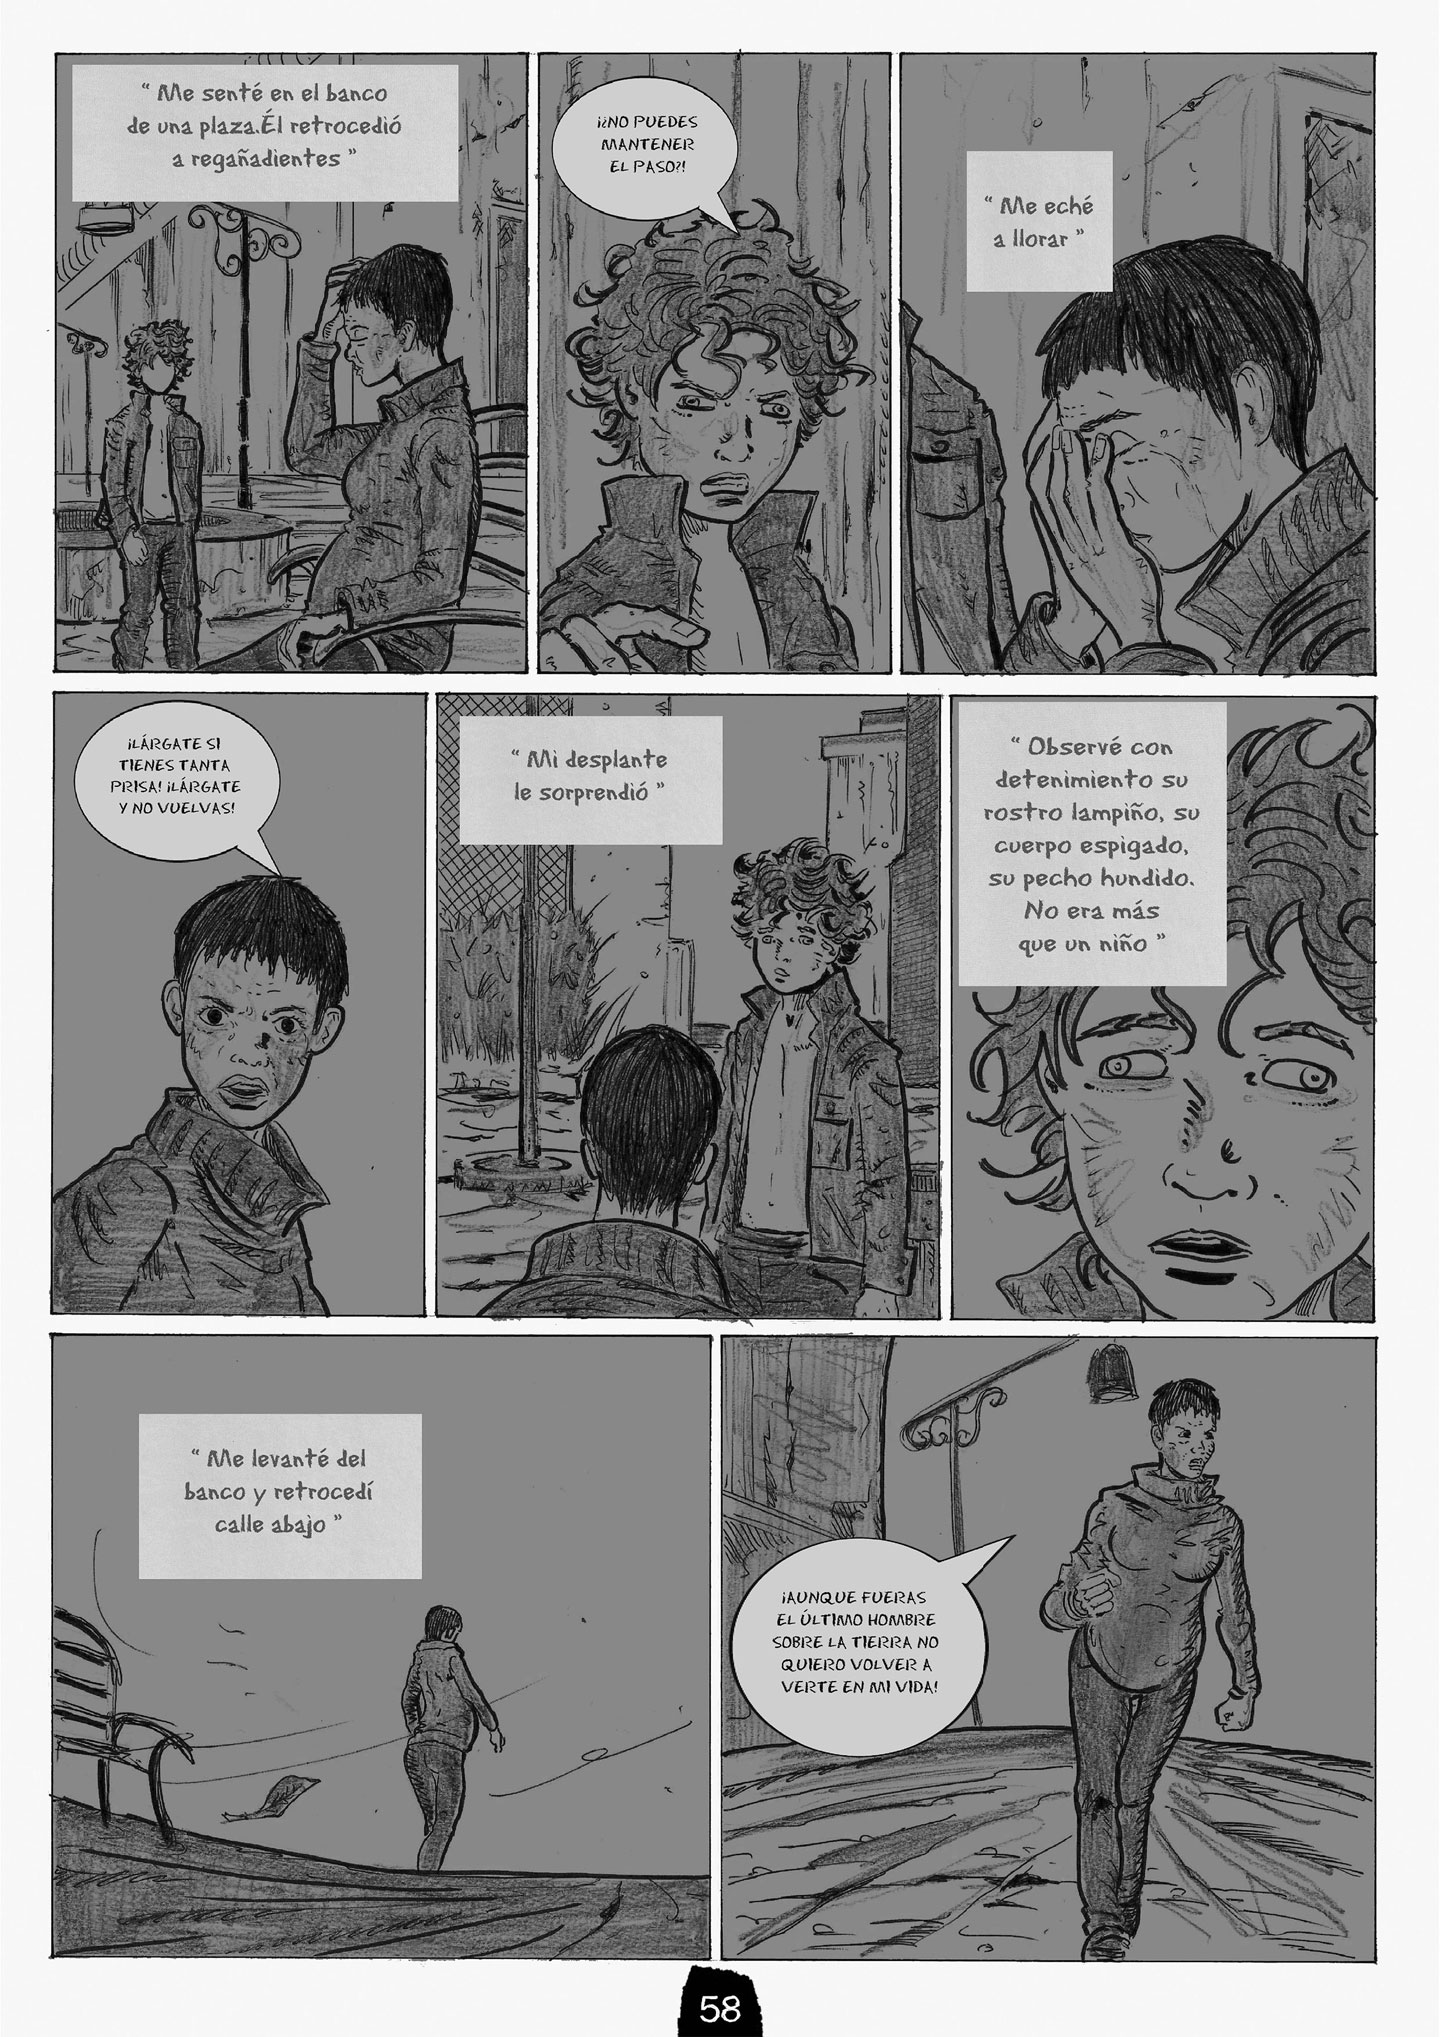 “ Me senté en el banco
de una plaza.Él retrocedió
a regañadientes ”
¡¿NO PUEDES
MANTENER
EL PASO?!
“ Me eché
a llorar ”
¡LÁRGATE SI
TIENES TANTA
PRISA! ¡LÁRGATE
Y NO VUELVAS!
“ Mi desplante
le sorprendió ”
“ Observé con
detenimiento su
rostro lampiño, su
cuerpo espigado,
su pecho hundido.
No era más
que un niño ”
“ Me levanté del
banco y retrocedí
calle abajo ”
¡AUNQUE FUERAS
EL ÚLTIMO HOMBRE
SOBRE LA TIERRA NO
QUIERO VOLVER A
VERTE EN MI VIDA!
58